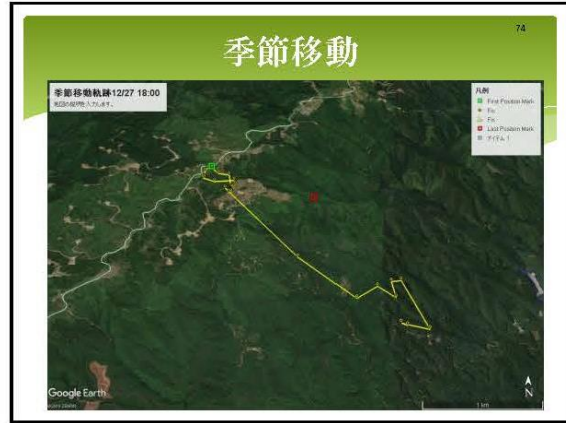 74
季節移動
季節移動軌跡12/27 18:00
地図の説明を入力します。
凡例
First Position Mark
Fix
Fix
Last Position Mark
アイテム 1
Google Earth
N
1 km